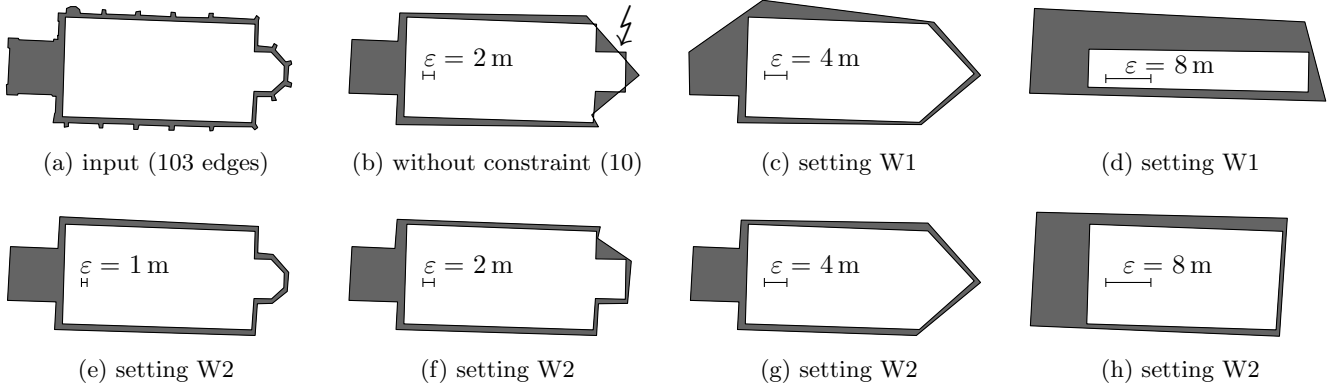 ε = 2 m
ε = 4 m
ε = 8 m
(a) input (103 edges)
(b) without constraint (10)
(c) setting W1
(d) setting W1
ε = 1 m
ε = 2 m
ε = 4 m
ε = 8 m
(e) setting W2
(f) setting W2
(g) setting W2
(h) setting W2